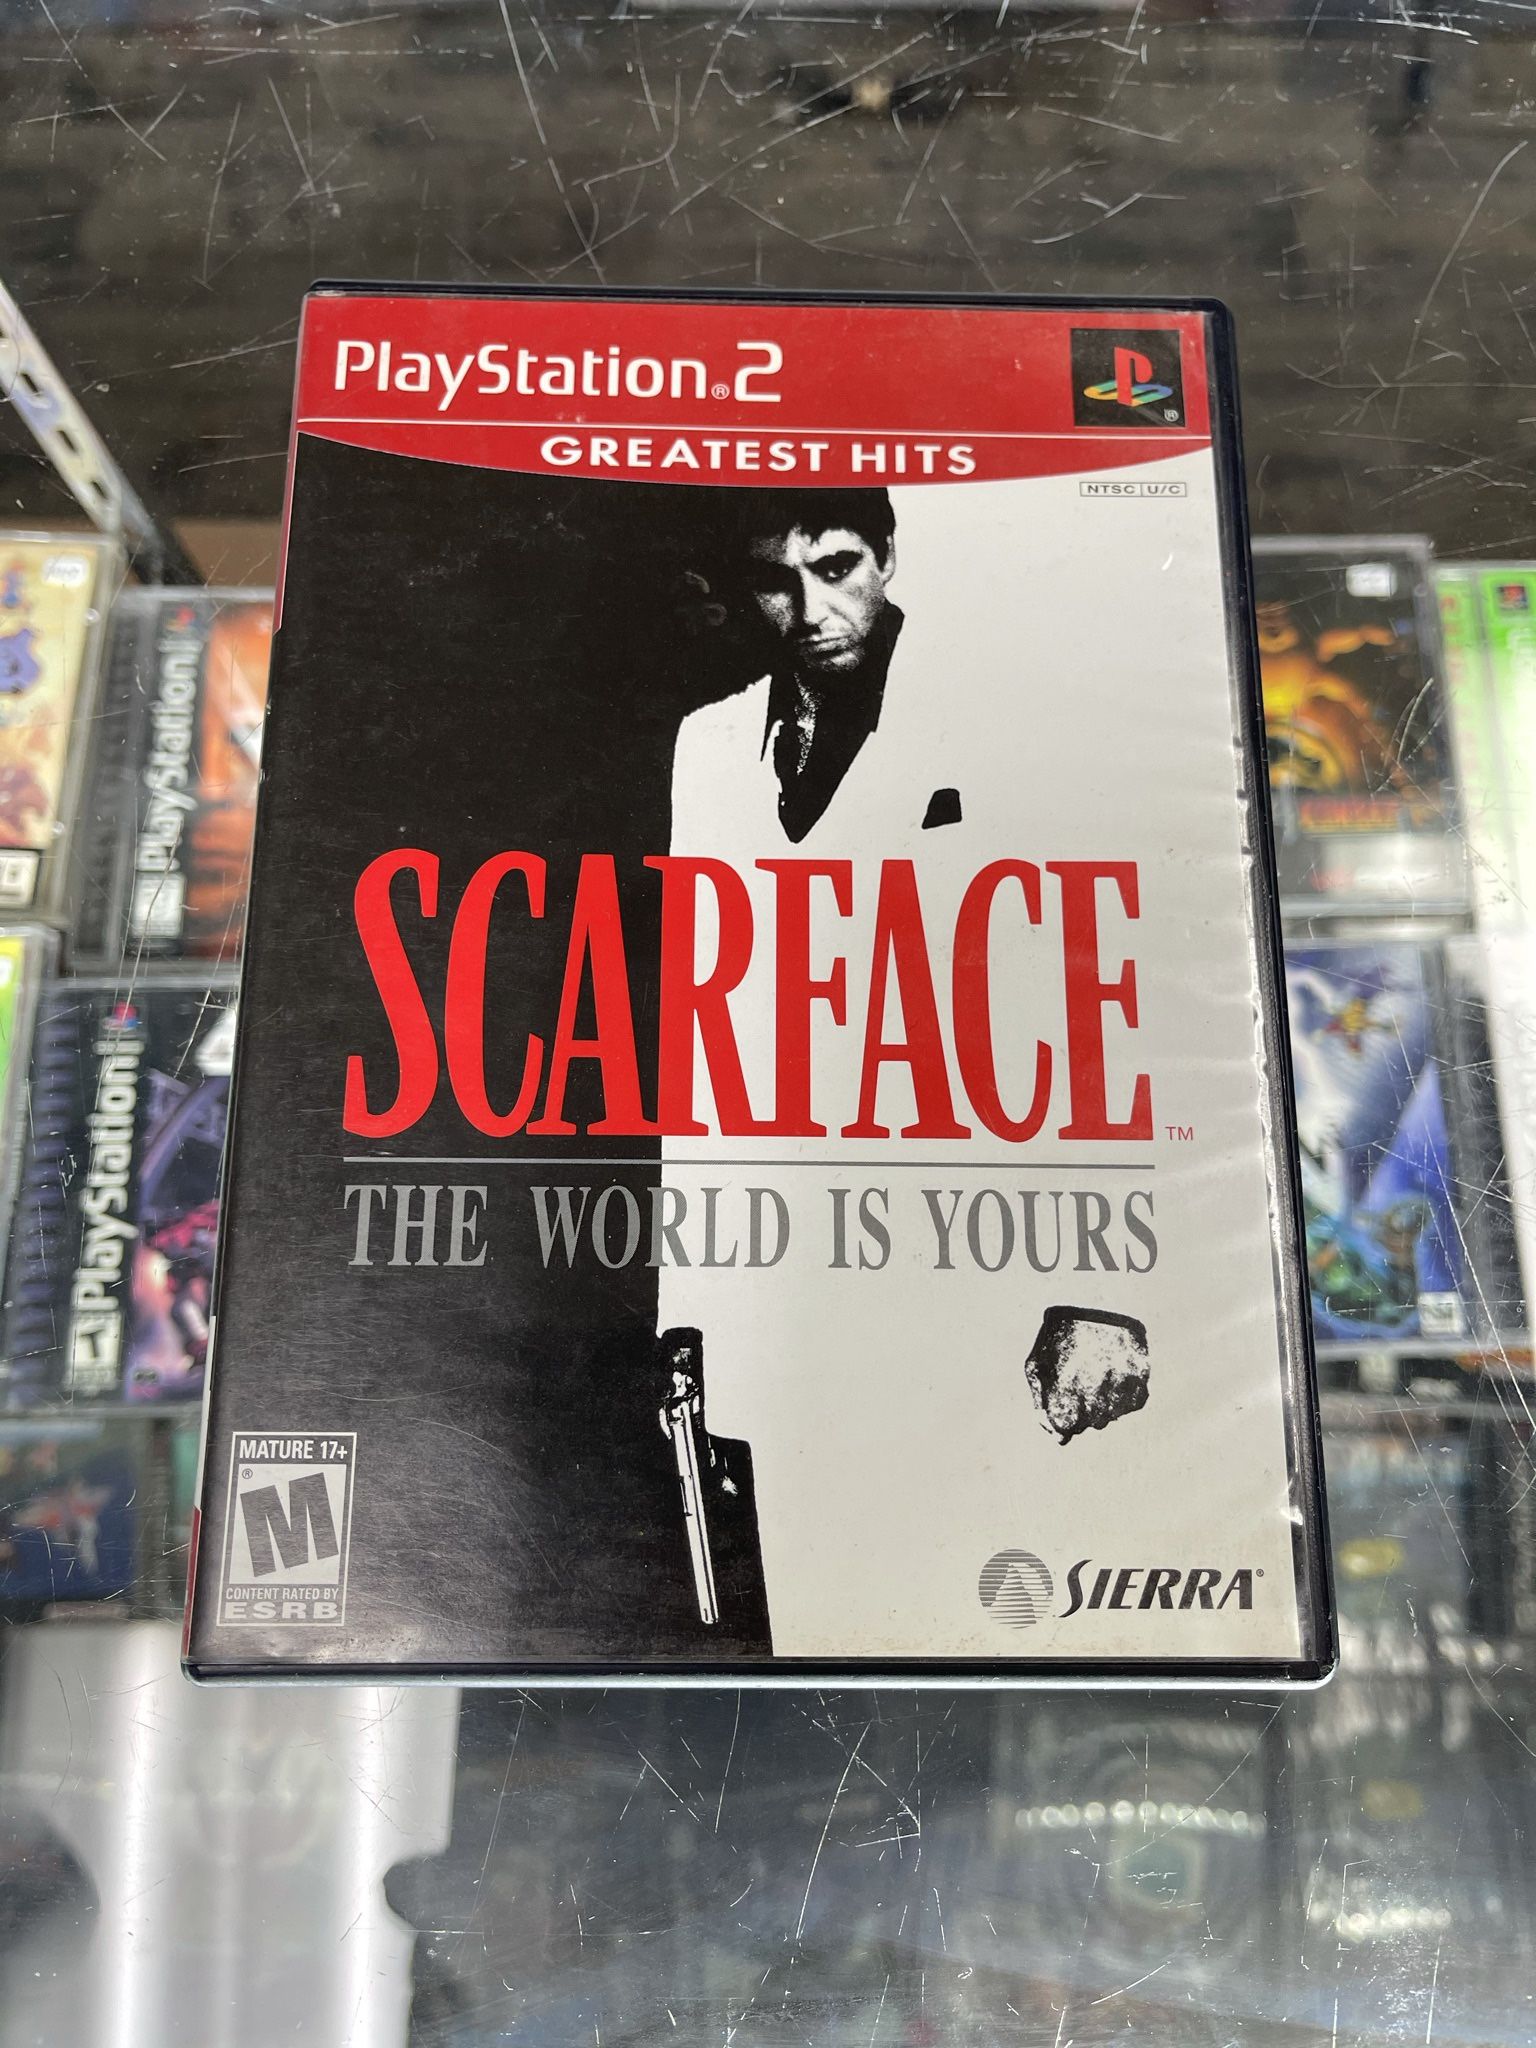 PlayStation®2
GREATEST HITS
NTSC U/C
SCARFACE™
THE WORLD IS YOURS
MATURE 17+
M®
CONTENT RATED BY
ESRB
SIERRA®
PlayStation
PlayStation